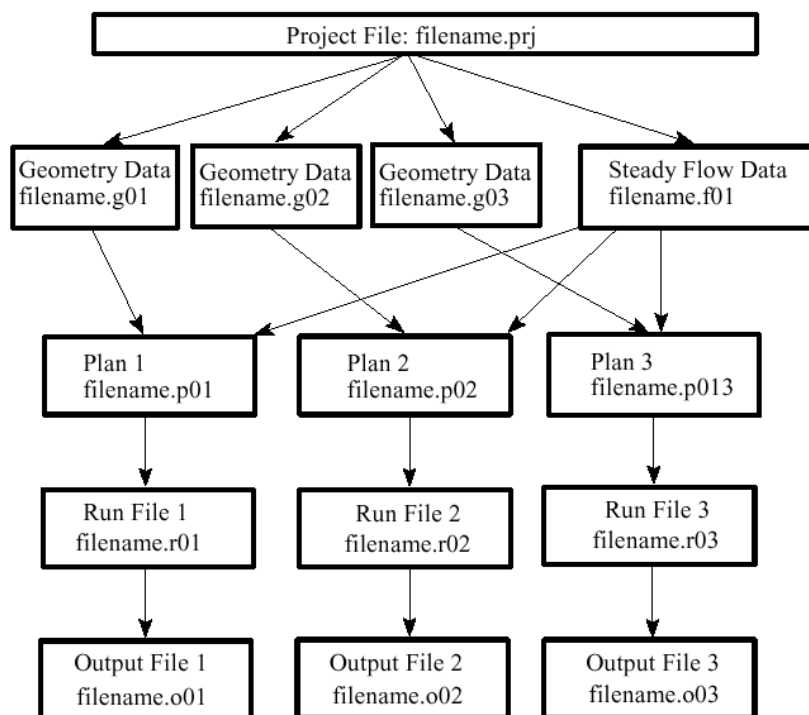 Project File: filename.prj
Geometry Data
filename.g01
Geometry Data
filename.g02
Geometry Data
filename.g03
Steady Flow Data
filename.f01
Plan 1
filename.p01
Plan 2
filename.p02
Plan 3
filename.p013
Run File 1
filename.r01
Run File 2
filename.r02
Run File 3
filename.r03
Output File 1
filename.o01
Output File 2
filename.o02
Output File 3
filename.o03